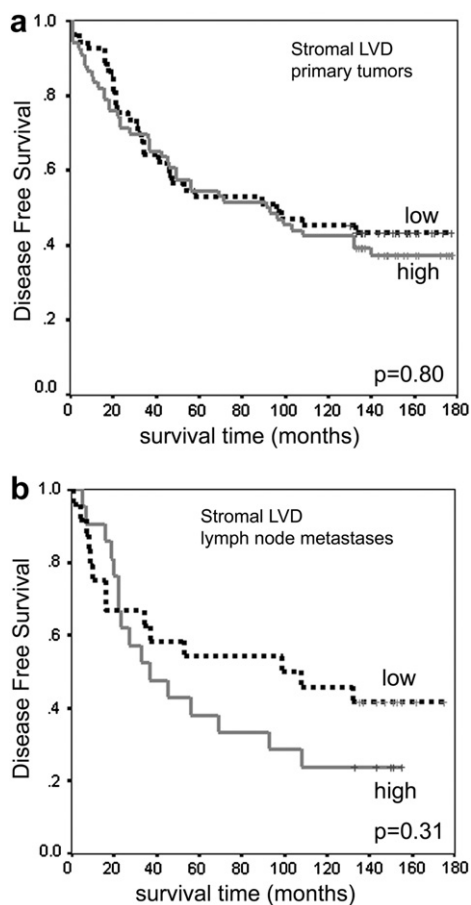 a
Stromal LVD
primary tumors
Disease Free Survival
1.0
.8
.6
.4
.2
0.0
low
high
p=0.80
0 20 40 60 80 100 120 140 160 180
survival time (months)
b
Stromal LVD
lymph node metastases
Disease Free Survival
1.0
.8
.6
.4
.2
0.0
low
high
p=0.31
0 20 40 60 80 100 120 140 160 180
survival time (months)